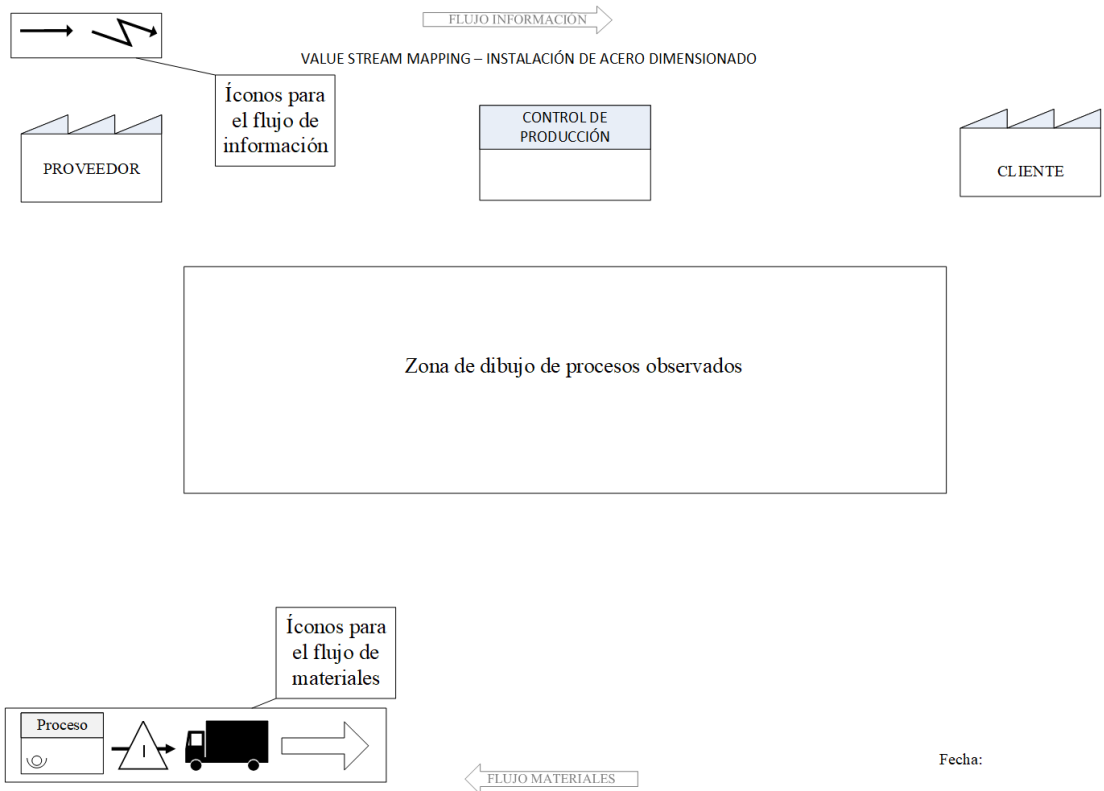 FLUJO INFORMACIÓN
VALUE STREAM MAPPING – INSTALACIÓN DE ACERO DIMENSIONADO
Íconos para
el flujo de
información
PROVEEDOR
CONTROL DE
PRODUCCIÓN
CLIENTE
Zona de dibujo de procesos observados
Íconos para
el flujo de
materiales
Proceso
I
Fecha:
FLUJO MATERIALES